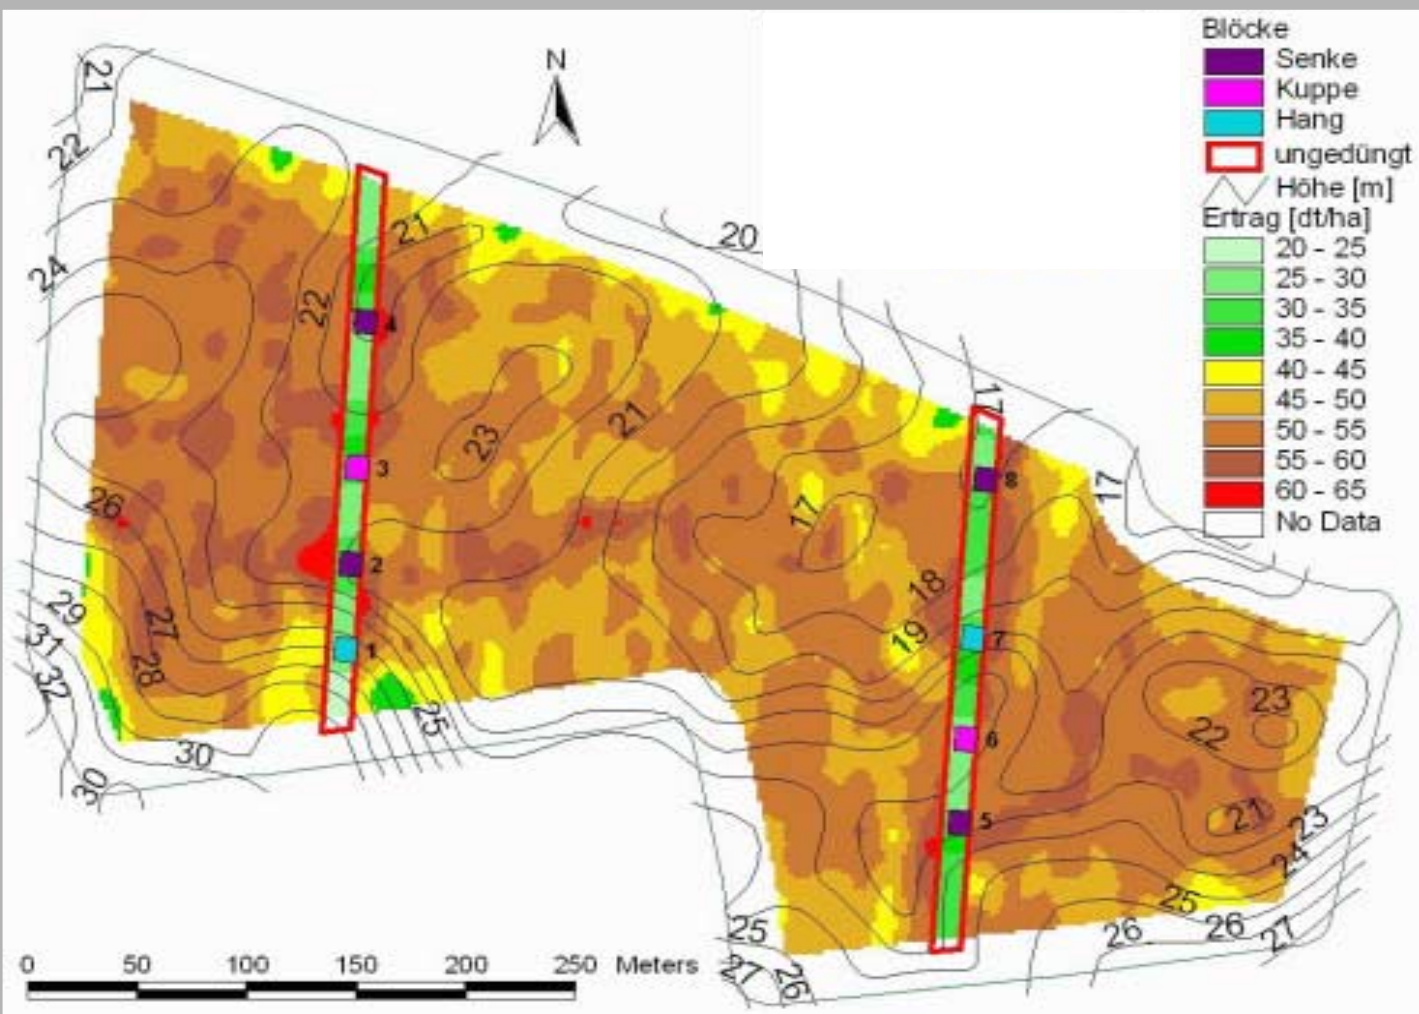 Blöcke
Senke
Kuppe
Hang
ungedüngt
Höhe [m]
Ertrag [dt/ha]
20 - 25
25 - 30
30 - 35
35 - 40
40 - 45
45 - 50
50 - 55
55 - 60
60 - 65
No Data
N
21
22
24
22
21
20
4
23
21
3
17
8
17
26
17
2
18
29
27
19
7
31
1
28
32
25
23
22
6
30
30
21
23
5
24
25
25
26
26
27
27
26
0 50 100 150 200 250 Meters